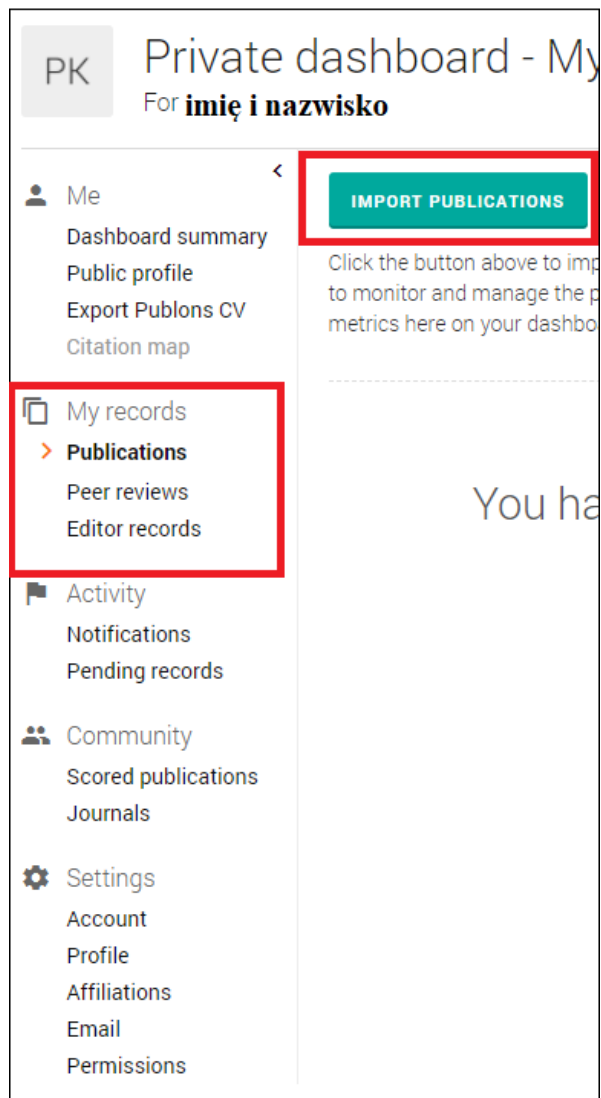 PK
Private dashboard - My
For imię i nazwisko
Me
Dashboard summary
Public profile
Export Publons CV
Citation map
My records
Publications
Peer reviews
Editor records
Activity
Notifications
Pending records
Community
Scored publications
Journals
Settings
Account
Profile
Affiliations
Email
Permissions
IMPORT PUBLICATIONS
Click the button above to imp
to monitor and manage the p
metrics here on your dashbo
You ha